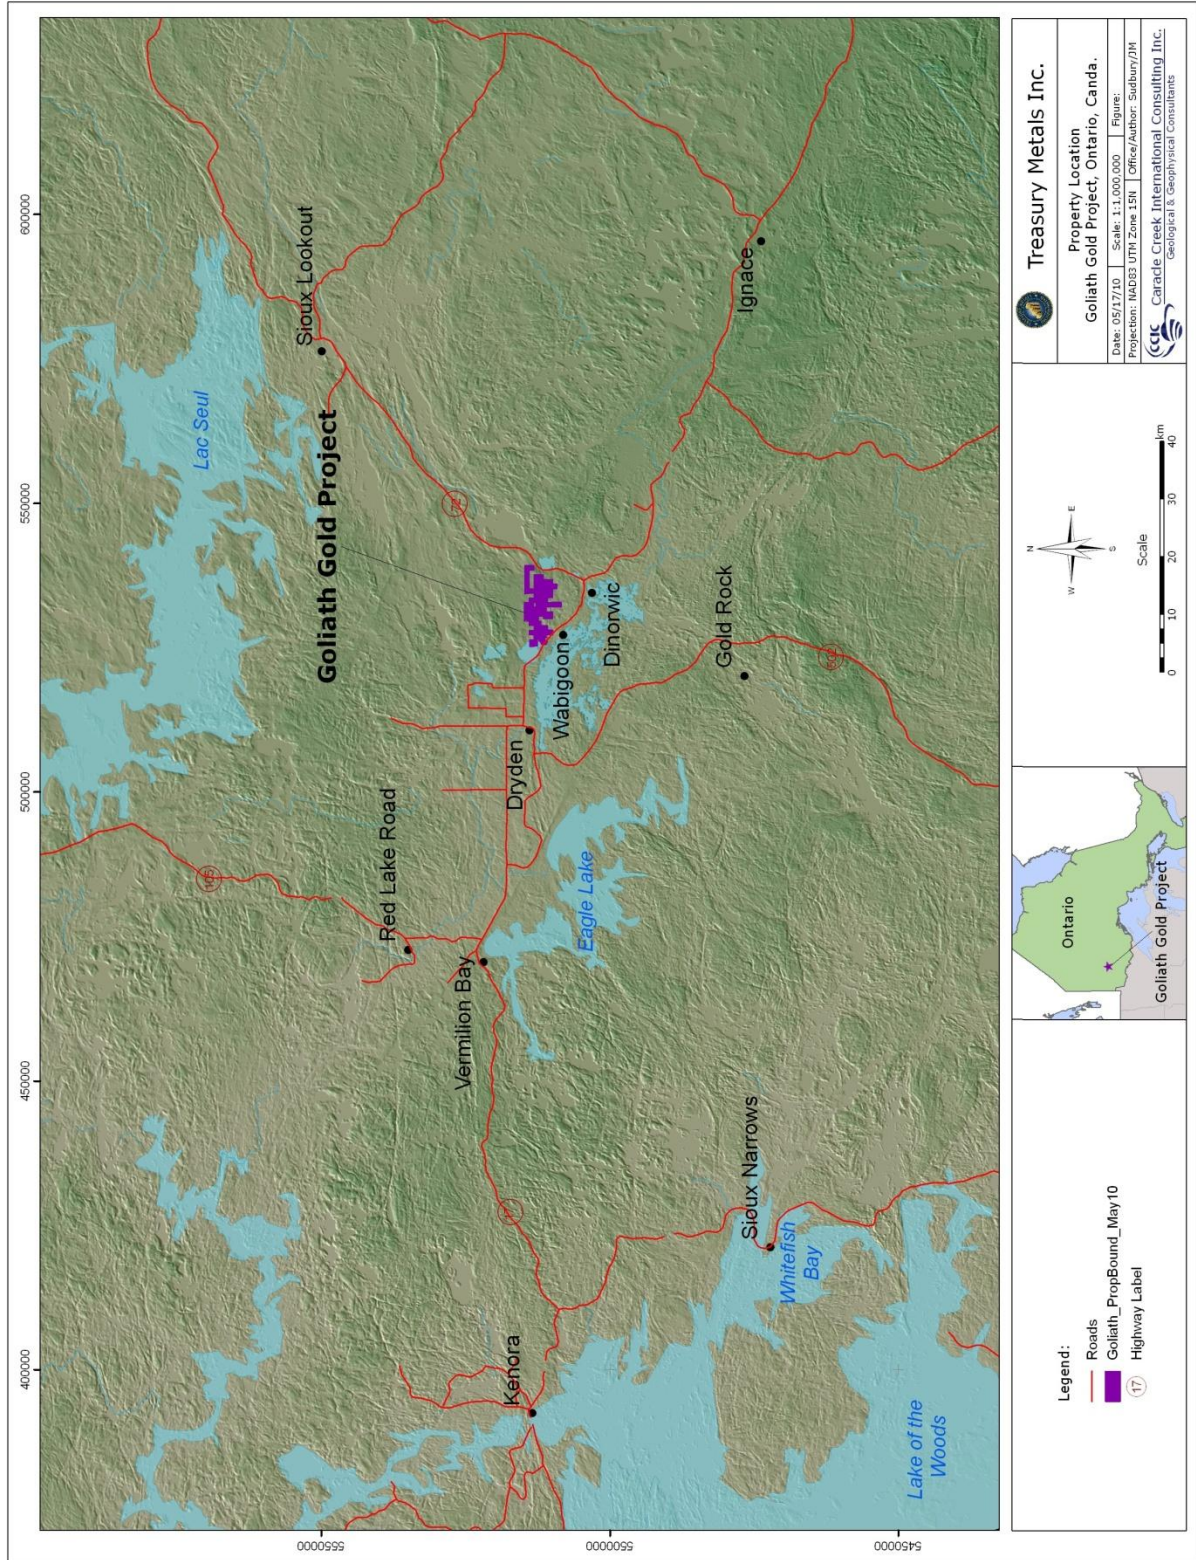 400000
450000
500000
550000
600000
5550000
5500000
5450000
Lac Seul
Sioux Lookout
Goliath Gold Project
Red Lake Road
105
72
Kenora
17
Vermilion Bay
Dryden
Wabigoon
Dinorwic
Eagle Lake
Ignace
Gold Rock
Sioux Narrows
Whitefish
Bay
Lake of the
Woods
Legend:
Roads
Goliath_PropBound_May10
17
Highway Label
Ontario
Goliath Gold Project
N
W
E
S
Scale
0
10
20
30
40
km
Treasury Metals Inc.
Property Location
Goliath Gold Project, Ontario, Canda.
Date: 05/17/10
Scale: 1:1,000,000
Figure:
Projection: NAD83 UTM Zone 15N
Office/Author: Sudbury/JM
CCIC
Caracle Creek International Consulting Inc.
Geological & Geophysical Consultants